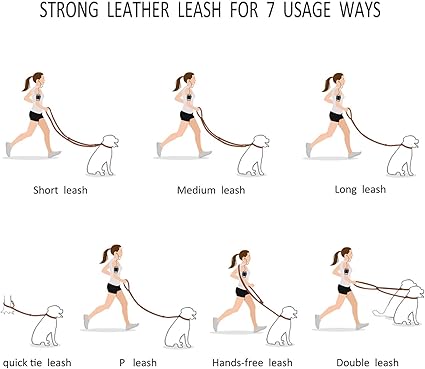 STRONG LEATHER LEASH FOR 7 USAGE WAYS
Short leash
Medium leash
Long leash
quick tie leash
P leash
Hands-free leash
Double leash